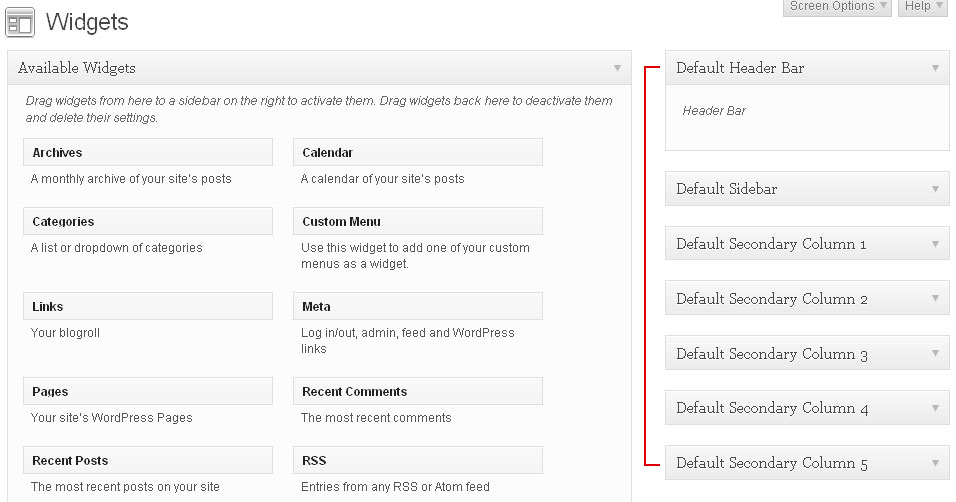 Screen Options
Help
Widgets
Available Widgets
Drag widgets from here to a sidebar on the right to activate them. Drag widgets back here to deactivate them
and delete their settings.
Archives
A monthly archive of your site's posts
Calendar
A calendar of your site's posts
Categories
A list or dropdown of categories
Custom Menu
Use this widget to add one of your custom
menus as a widget.
Links
Your blogroll
Meta
Log in/out, admin, feed and WordPress
links
Pages
Your site's WordPress Pages
Recent Comments
The most recent comments
Recent Posts
The most recent posts on your site
RSS
Entries from any RSS or Atom feed
Default Header Bar
Header Bar
Default Sidebar
Default Secondary Column 1
Default Secondary Column 2
Default Secondary Column 3
Default Secondary Column 4
Default Secondary Column 5